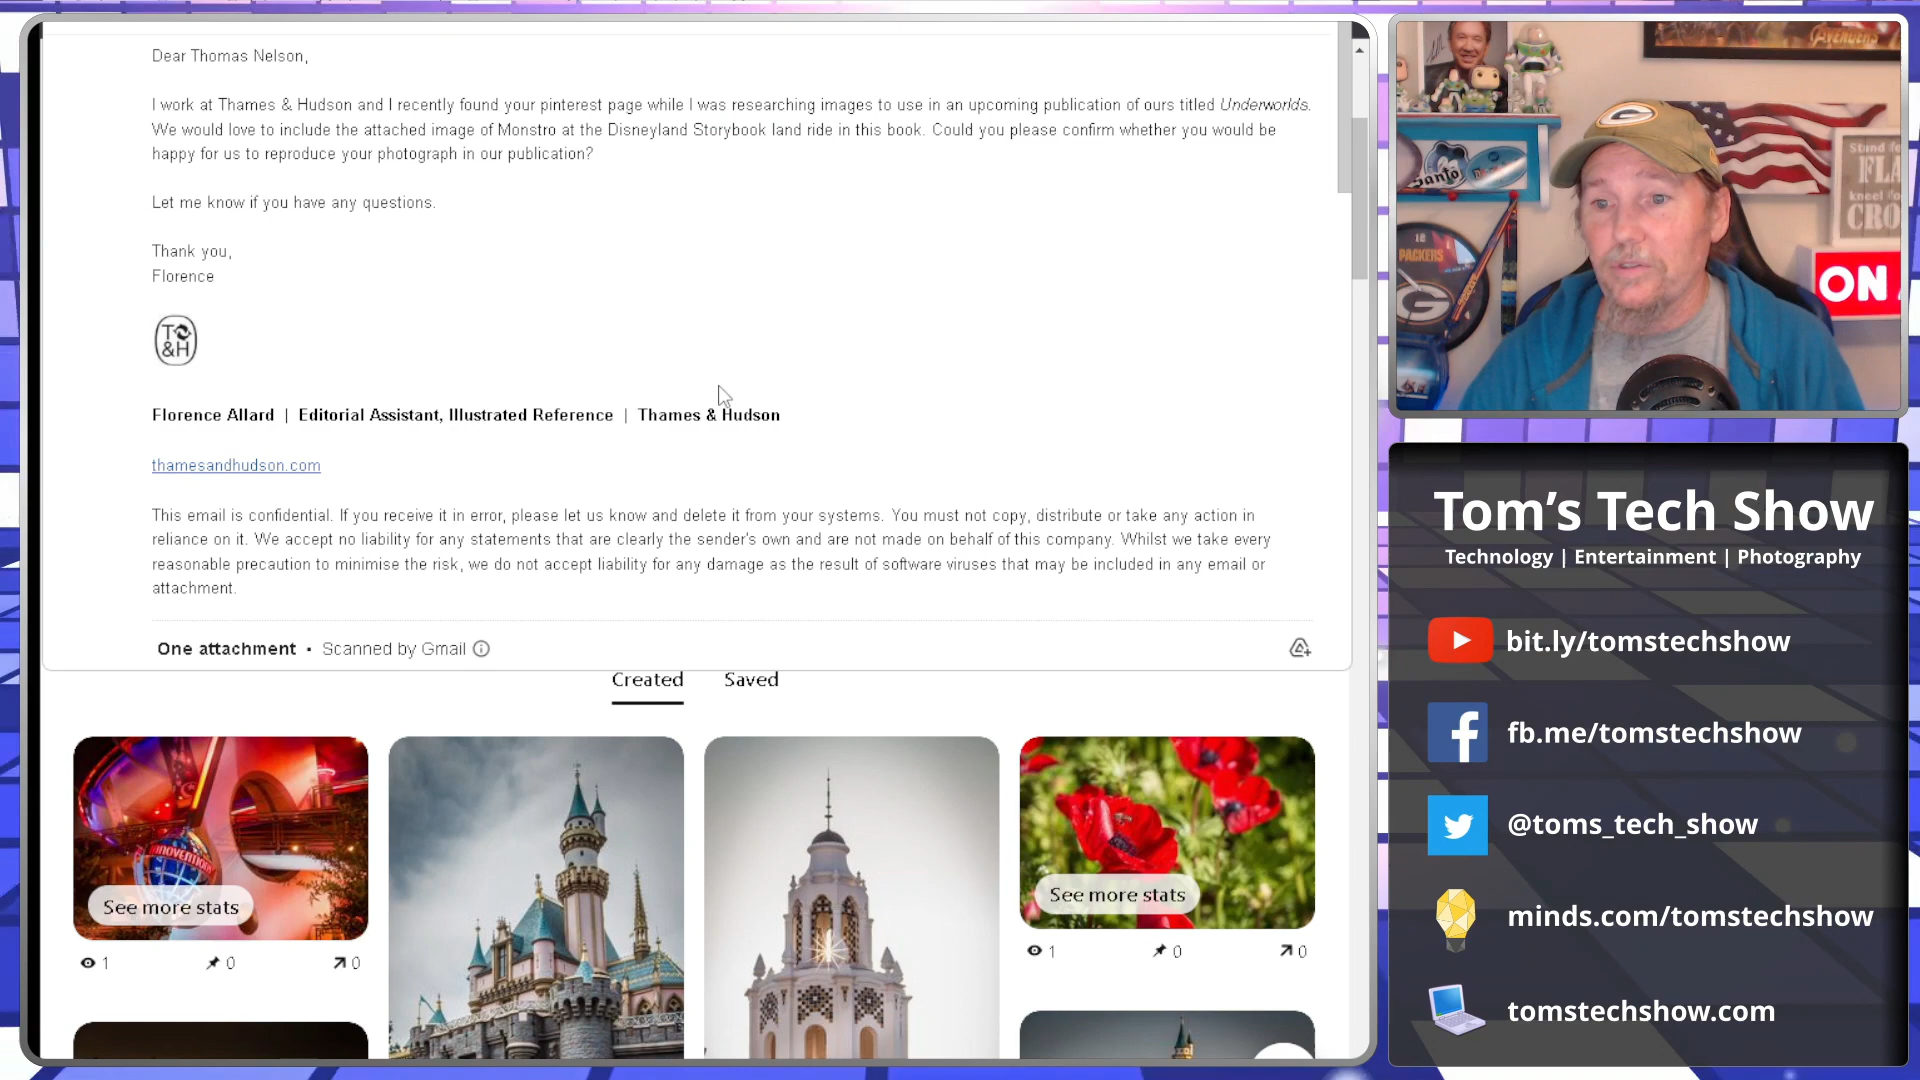 Dear Thomas Nelson,
I work at Thames & Hudson and I recently found your pinterest page while I was researching images to use in an upcoming publication of ours titled Underworlds.
We would love to include the attached image of Monstro at the Disneyland Storybook land ride in this book. Could you please confirm whether you would be
happy for us to reproduce your photograph in our publication?
Let me know if you have any questions.
Thank you,
Florence
T
&H
Florence Allard | Editorial Assistant, Illustrated Reference | Thames & Hudson
thamesandhudson.com
This email is confidential. If you receive it in error, please let us know and delete it from your systems. You must not copy, distribute or take any action in
reliance on it. We accept no liability for any statements that are clearly the sender's own and are not made on behalf of this company. Whilst we take every
reasonable precaution to minimise the risk, we do not accept liability for any damage as the result of software viruses that may be included in any email or
attachment.
One attachment • Scanned by Gmail
Created Saved
See more stats
1 0 0
See more stats
1 0 0
AVENGERS
Santo
Stand
FLA
kneel
CRO
12
PACKERS
G
G
ON
Tom's Tech Show
Technology | Entertainment | Photography
bit.ly/tomstechshow
fb.me/tomstechshow
@toms_tech_show
minds.com/tomstechshow
tomstechshow.com